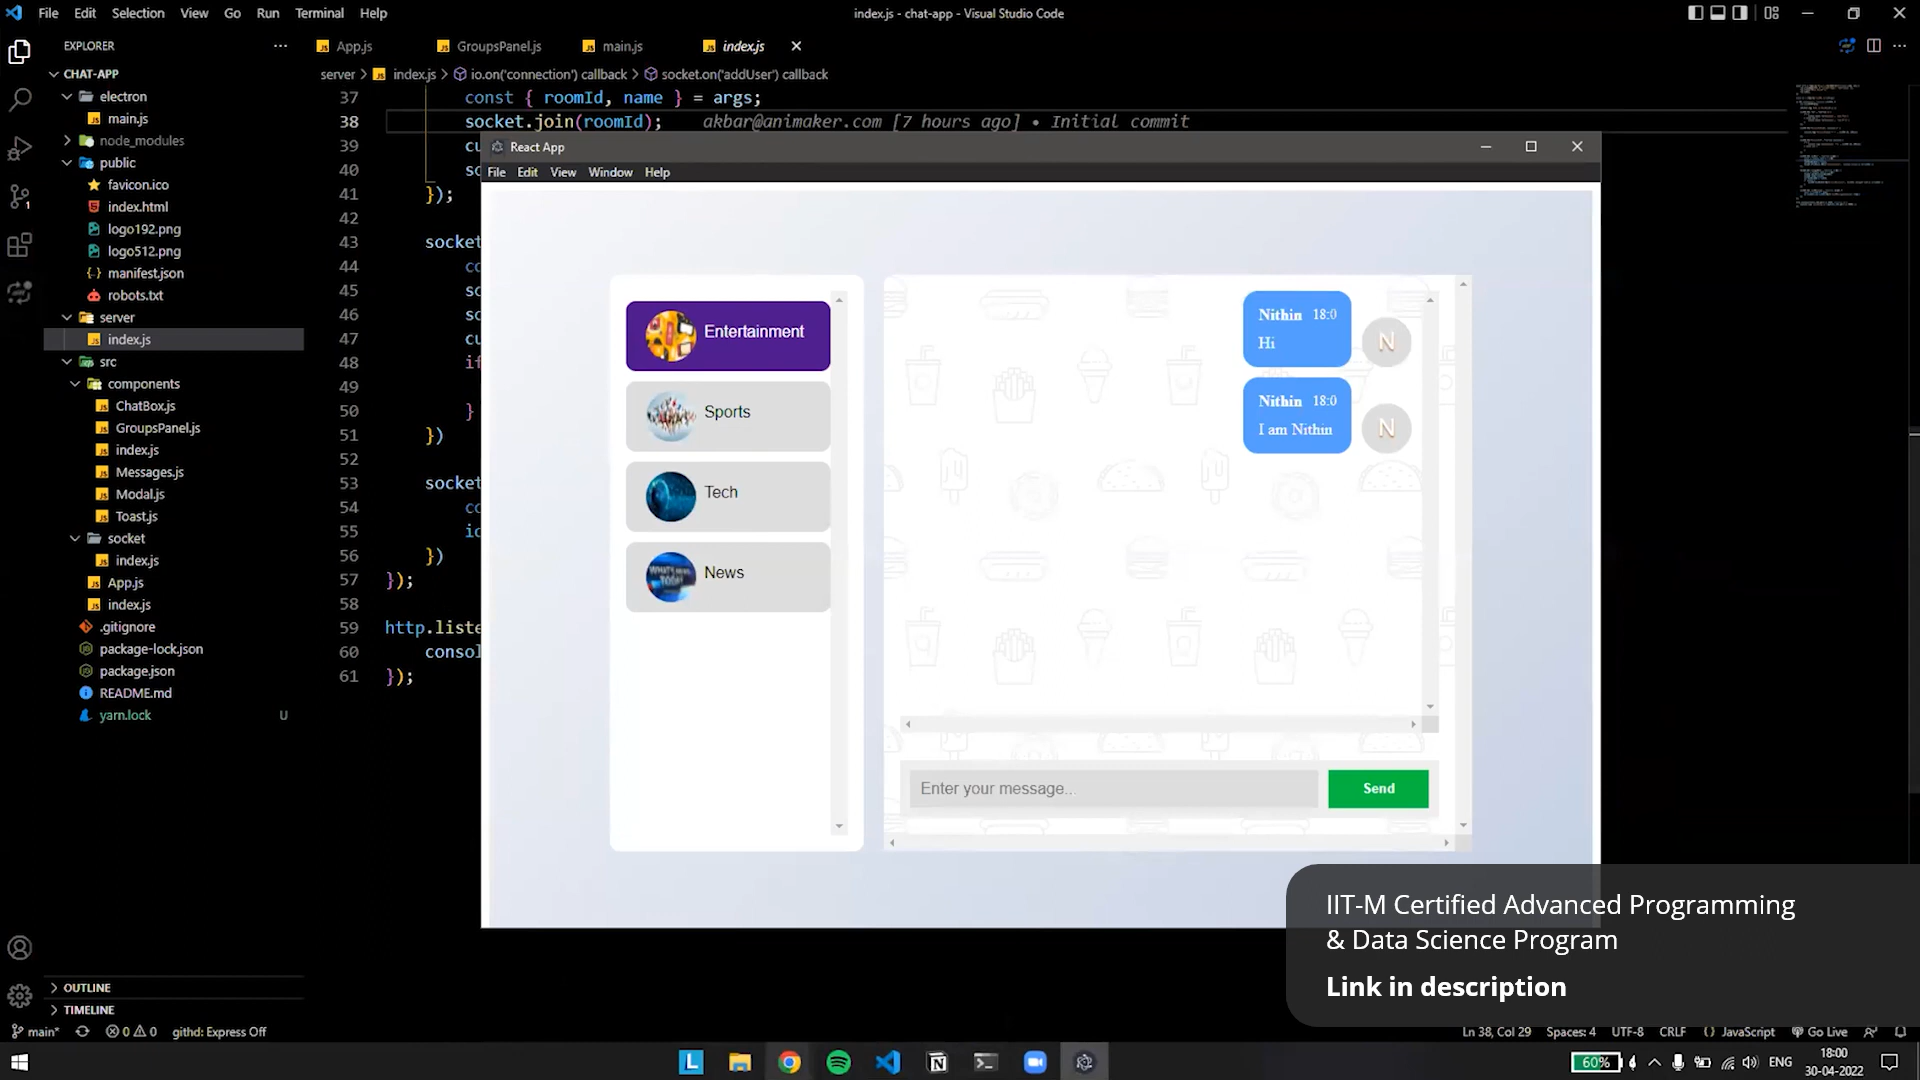 File Edit Selection View Go Run Terminal Help
index.js - chat-app - Visual Studio Code
EXPLORER
App.js GroupsPanel.js main.js index.js
CHAT-APP
server index.js io.on('connection') callback socket.on('addUser') callback
electron
main.js
node_modules
public
favicon.ico
index.html
logo192.png
logo512.png
manifest.json
robots.txt
server
index.js
src
components
ChatBox.js
GroupsPanel.js
index.js
Messages.js
Modal.js
Toast.js
socket
index.js
App.js
index.js
.gitignore
package-lock.json
package.json
README.md
yarn.lock U
OUTLINE
TIMELINE
37 const { roomId, name } = args;
38 socket.join(roomId); akbar@animaker.com [7 hours ago] • Initial commit
39 cu
40 so
41 });
42
43 socket
44 co
45 so
46 so
47 cu
48 if
49
50 }
51 })
52
53 socket
54 co
55 io
56 })
57 });
58
59 http.liste
60 consol
61 });
React App
File Edit View Window Help
Entertainment
Sports
Tech
News
Nithin 18:0
Hi
N
Nithin 18:0
I am Nithin
N
Enter your message...
Send
IIT-M Certified Advanced Programming
& Data Science Program
Link in description
main* 0 0 githd: Express Off
Ln 38, Col 29 Spaces: 4 UTF-8 CRLF JavaScript Go Live
60% ENG 18:00
30-04-2022